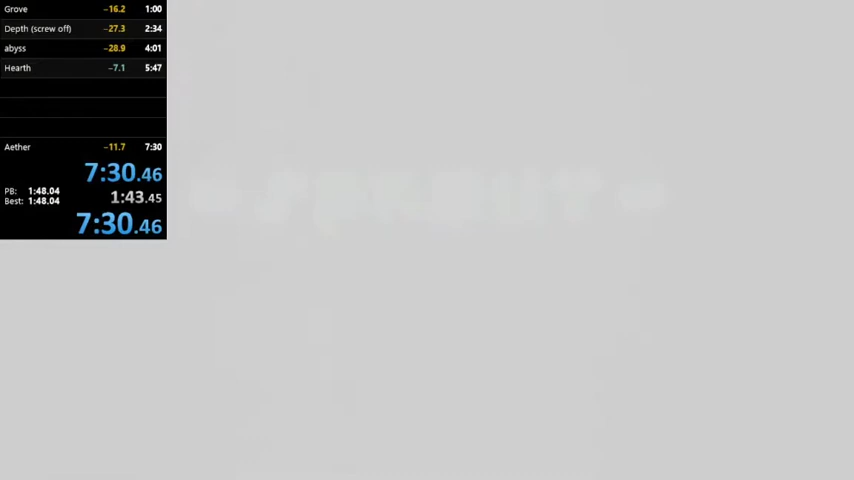 Grove −16.2 1:00
Depth (screw off) −27.3 2:34
abyss −28.9 4:01
Hearth −7.1 5:47
Aether −11.7 7:30
7:30.46
PB: 1:48.04 1:43.45
Best: 1:48.04
7:30.46